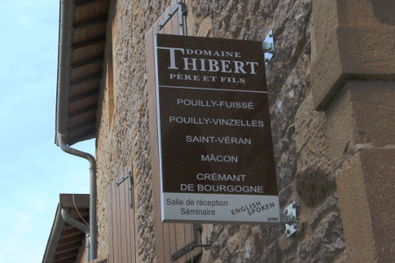 DOMAINE
THIBERT
PÈRE ET FILS
POUILLY-FUISSÉ
POUILLY-VINZELLES
SAINT-VÉRAN
MÂCON
CRÉMANT
DE BOURGOGNE
Salle de réception
Séminaire
ENGLISH
SPOKEN